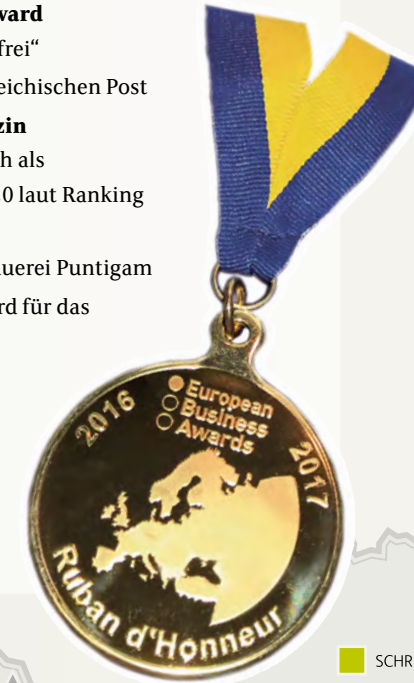 ward
frei“
eichischen Post
zin
h als
0 laut Ranking
uerei Puntigam
rd für das
2016
European
Business
Awards
2017
Ruban d'Honneur
SCHR